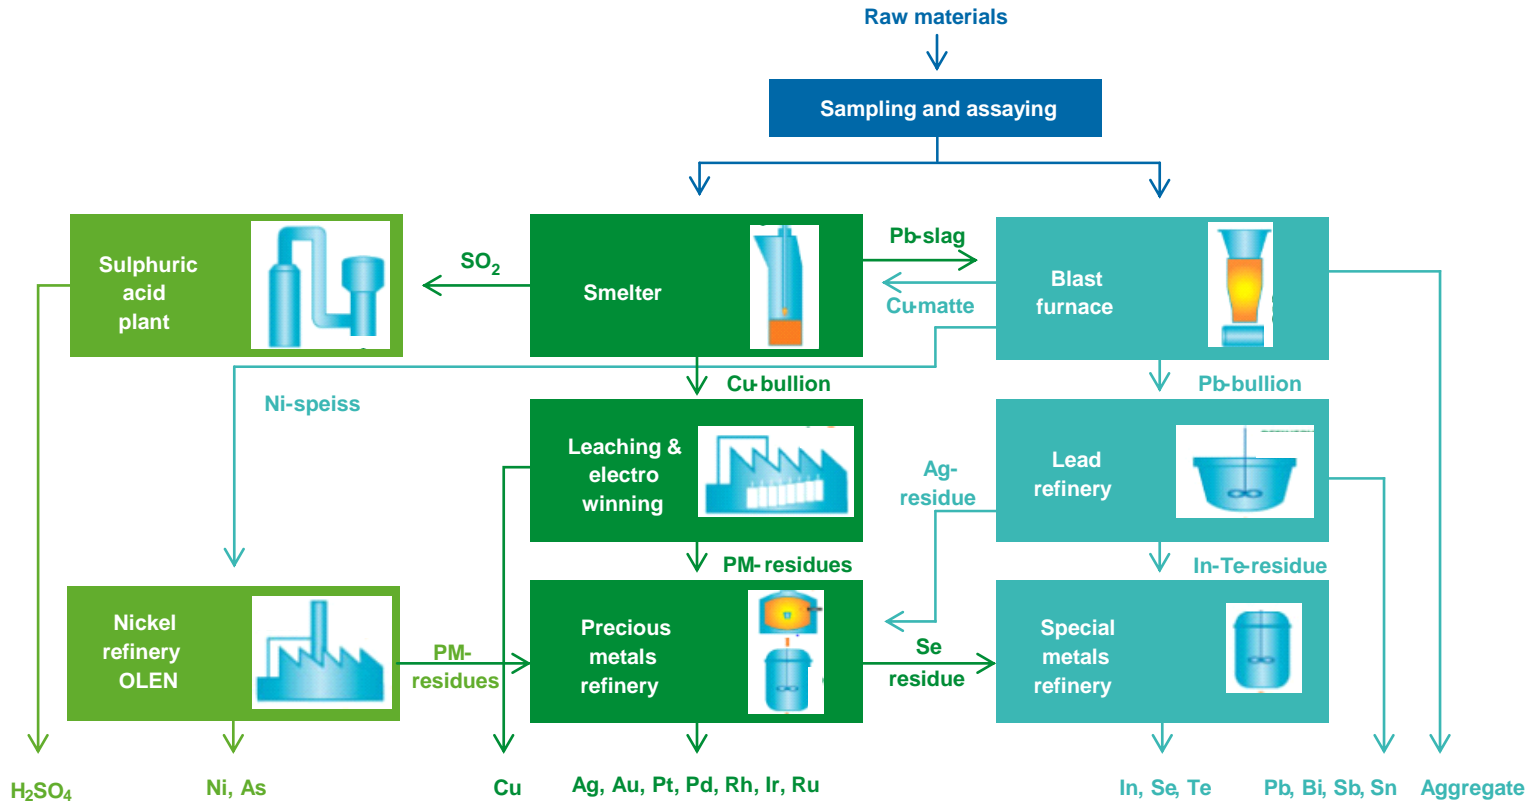 Raw materials
Sampling and assaying
Sulphuric
acid
plant
SO₂
Smelter
Pb-slag
Cu-matte
Blast
furnace
Ni-speiss
Cu-bullion
Pb-bullion
Leaching &
electro
winning
Ag-
residue
Lead
refinery
PM-residues
In-Te-residue
Nickel
refinery
OLEN
PM-
residues
Precious
metals
refinery
Se
residue
Special
metals
refinery
H₂SO₄
Ni, As
Cu
Ag, Au, Pt, Pd, Rh, Ir, Ru
In, Se, Te
Pb, Bi, Sb, Sn
Aggregate